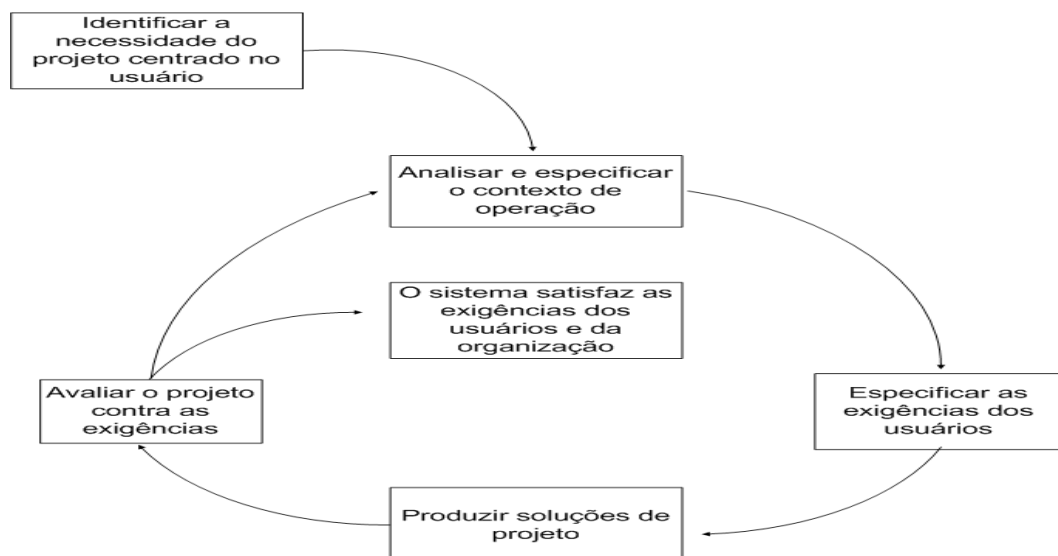 Identificar a
necessidade do
projeto centrado no
usuário
Analisar e especificar
o contexto de
operação
O sistema satisfaz as
exigências dos
usuários e da
organização
Avaliar o projeto
contra as
exigências
Especificar as
exigências dos
usuários
Produzir soluções de
projeto